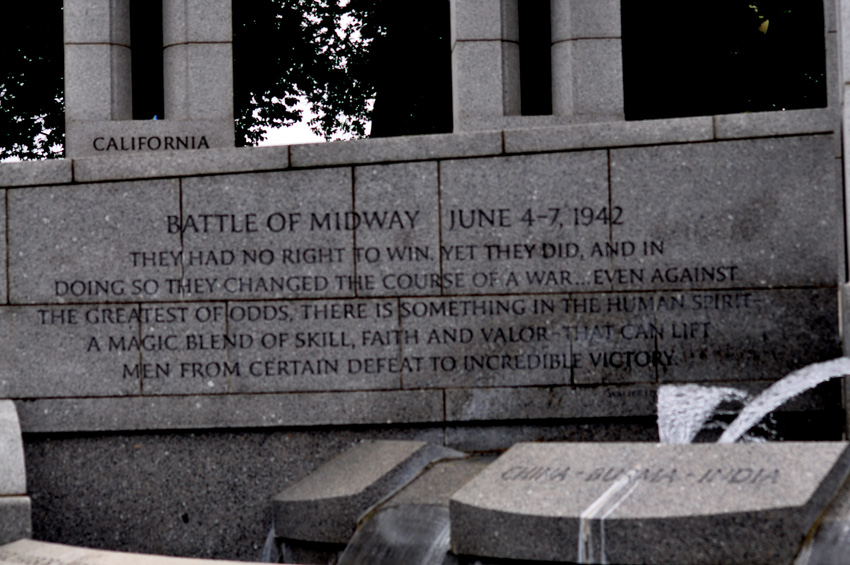 CALIFORNIA
BATTLE OF MIDWAY JUNE 4-7, 1942
THEY HAD NO RIGHT TO WIN. YET THEY DID, AND IN
DOING SO THEY CHANGED THE COURSE OF A WAR...EVEN AGAINST
THE GREATEST OF ODDS, THERE IS SOMETHING IN THE HUMAN SPIRIT-
A MAGIC BLEND OF SKILL, FAITH AND VALOR-THAT CAN LIFT
MEN FROM CERTAIN DEFEAT TO INCREDIBLE VICTORY.
WALTER
CHINA - BURMA - INDIA